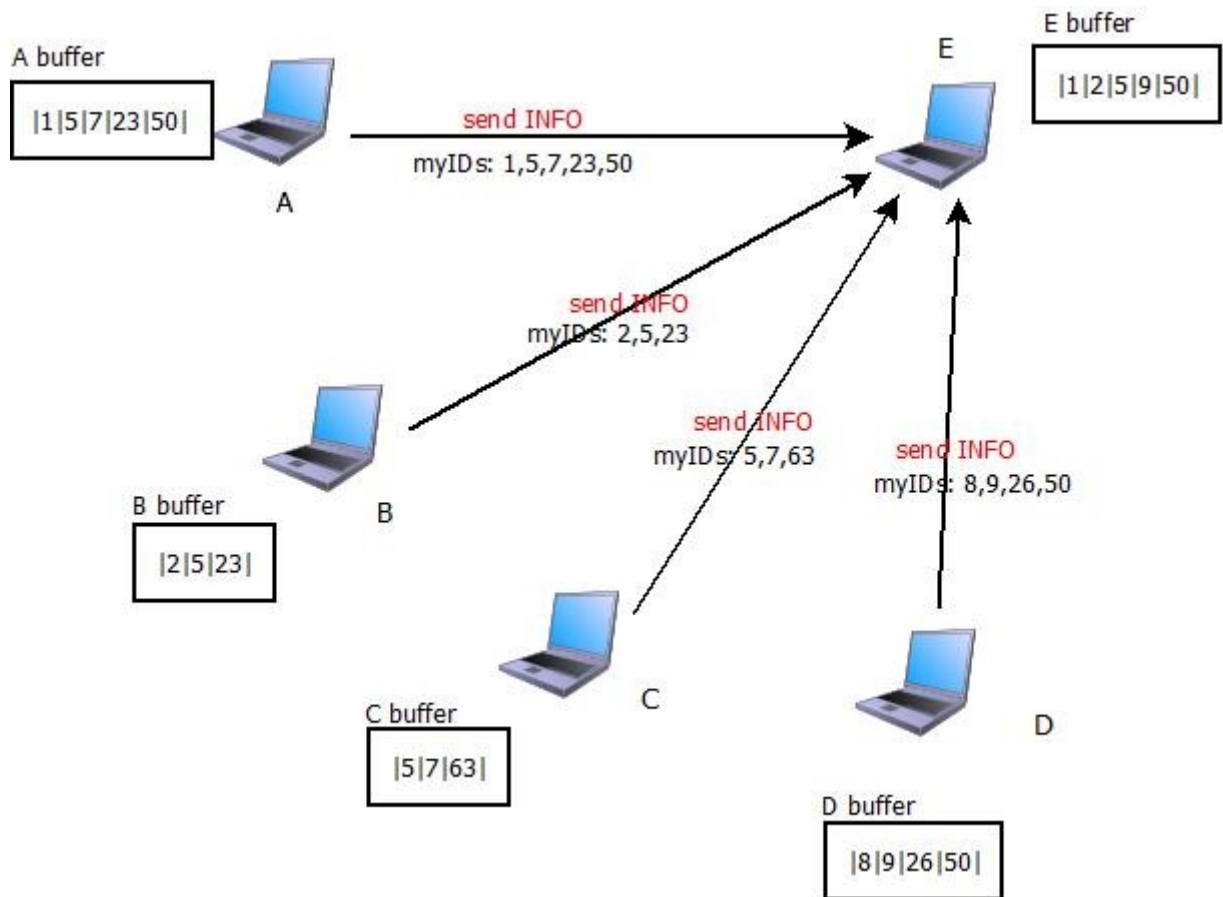 A buffer
|1|5|7|23|50|
A
send INFO
myIDs: 1,5,7,23,50
E
E buffer
|1|2|5|9|50|
send INFO
myIDs: 2,5,23
B
B buffer
|2|5|23|
send INFO
myIDs: 5,7,63
C
C buffer
|5|7|63|
send INFO
myIDs: 8,9,26,50
D
D buffer
|8|9|26|50|